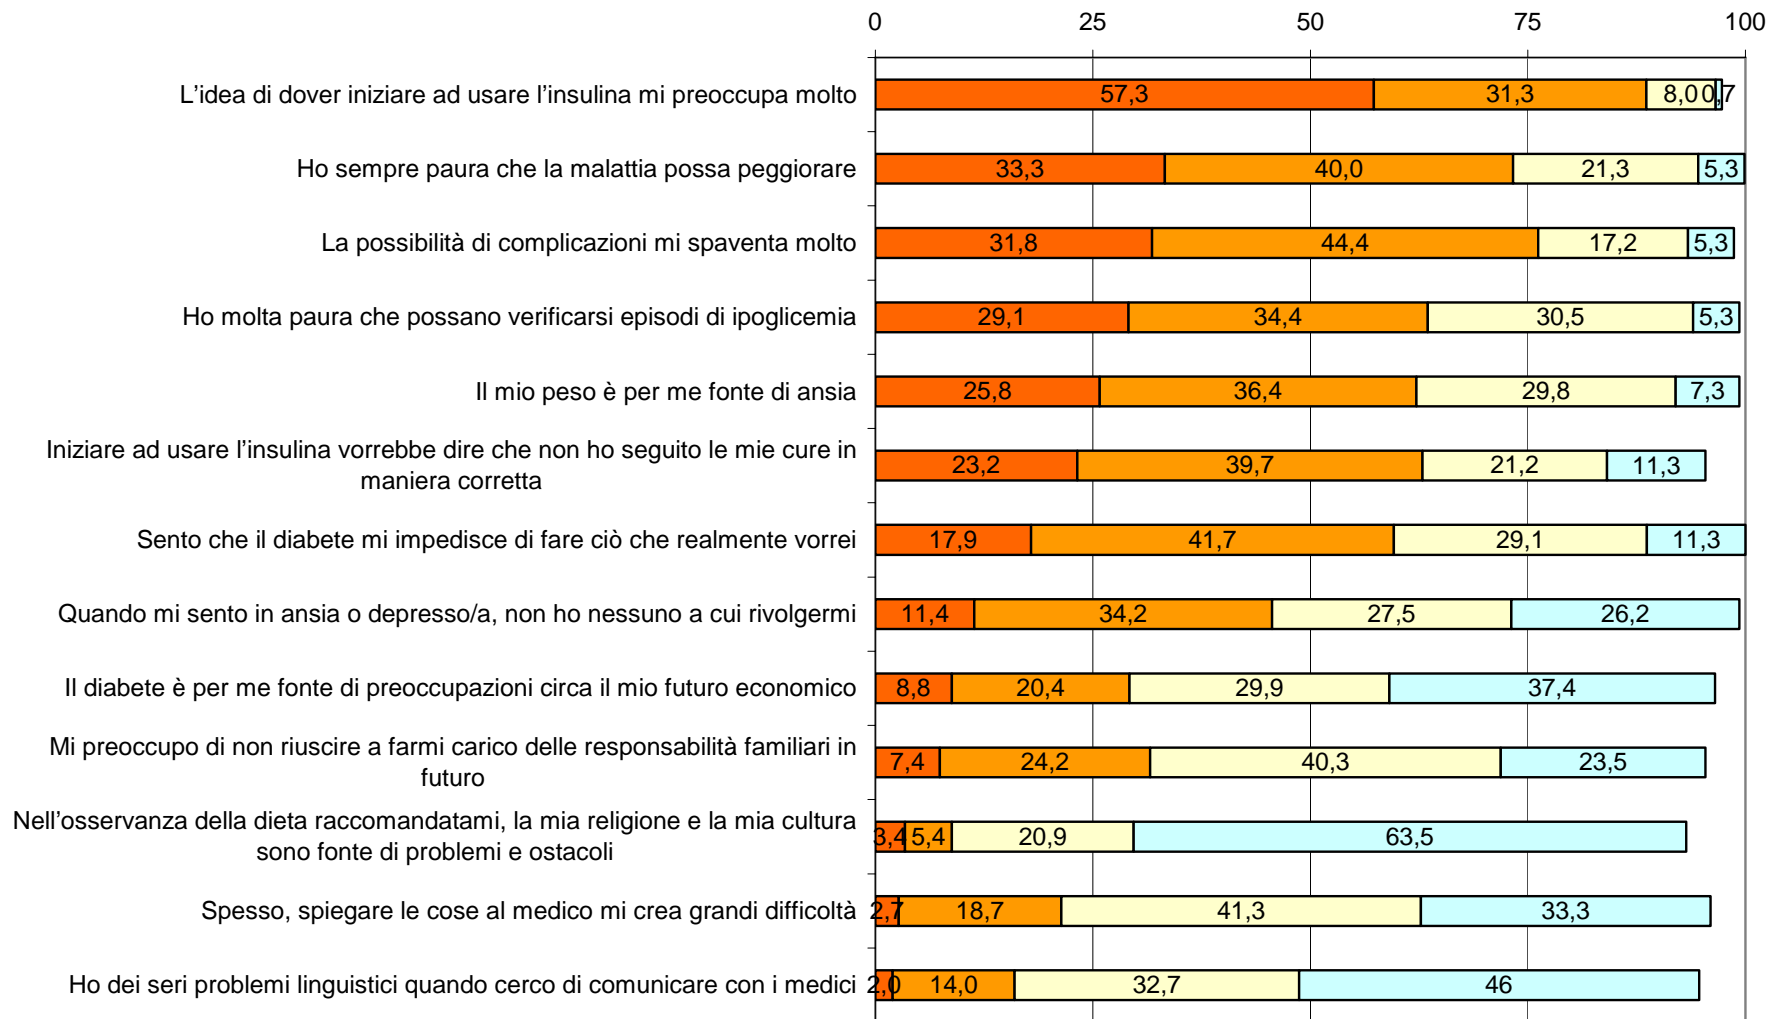 0 25 50 75 100
L’idea di dover iniziare ad usare l’insulina mi preoccupa molto 57,3 31,3 8,0 0,7
Ho sempre paura che la malattia possa peggiorare 33,3 40,0 21,3 5,3
La possibilità di complicazioni mi spaventa molto 31,8 44,4 17,2 5,3
Ho molta paura che possano verificarsi episodi di ipoglicemia 29,1 34,4 30,5 5,3
Il mio peso è per me fonte di ansia 25,8 36,4 29,8 7,3
Iniziare ad usare l’insulina vorrebbe dire che non ho seguito le mie cure in
maniera corretta 23,2 39,7 21,2 11,3
Sento che il diabete mi impedisce di fare ciò che realmente vorrei 17,9 41,7 29,1 11,3
Quando mi sento in ansia o depresso/a, non ho nessuno a cui rivolgermi 11,4 34,2 27,5 26,2
Il diabete è per me fonte di preoccupazioni circa il mio futuro economico 8,8 20,4 29,9 37,4
Mi preoccupo di non riuscire a farmi carico delle responsabilità familiari in
futuro 7,4 24,2 40,3 23,5
Nell’osservanza della dieta raccomandatami, la mia religione e la mia cultura
sono fonte di problemi e ostacoli 3,4 5,4 20,9 63,5
Spesso, spiegare le cose al medico mi crea grandi difficoltà 2,7 18,7 41,3 33,3
Ho dei seri problemi linguistici quando cerco di comunicare con i medici 2,0 14,0 32,7 46